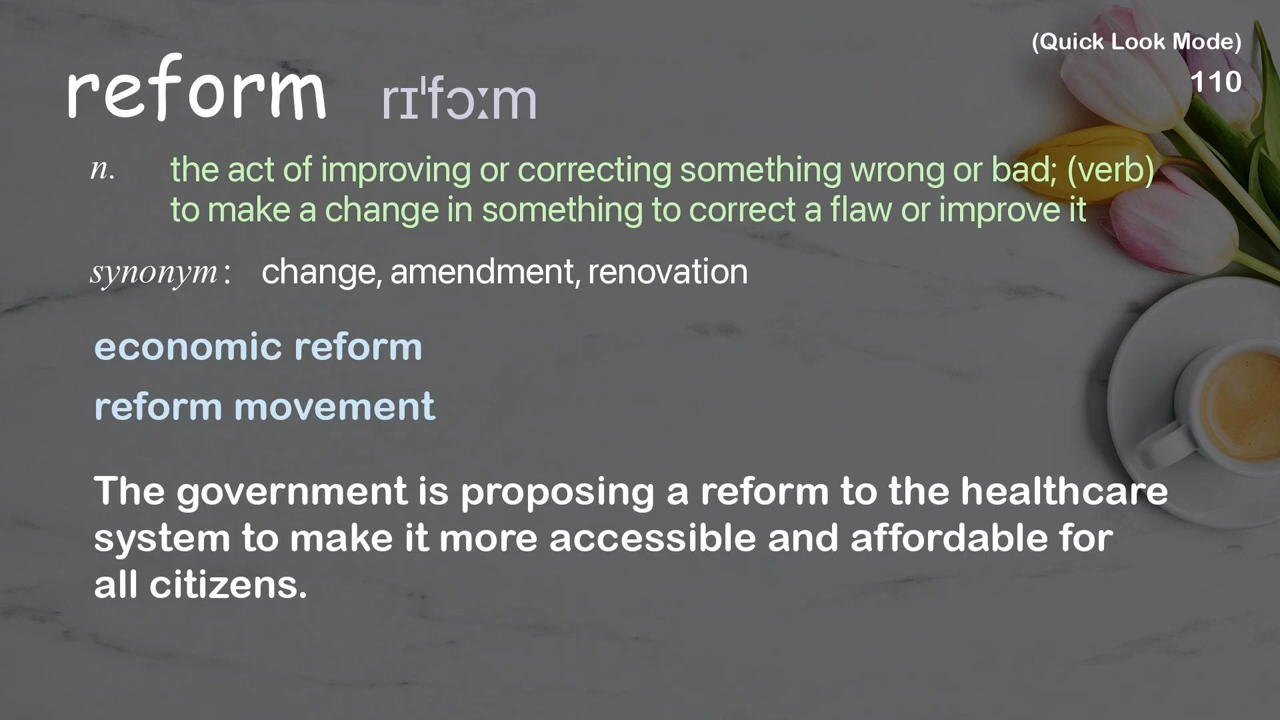 (Quick Look Mode)
reform rɪˈfɔːm
110
n. the act of improving or correcting something wrong or bad; (verb)
to make a change in something to correct a flaw or improve it
synonym: change, amendment, renovation
economic reform
reform movement
The government is proposing a reform to the healthcare
system to make it more accessible and affordable for
all citizens.